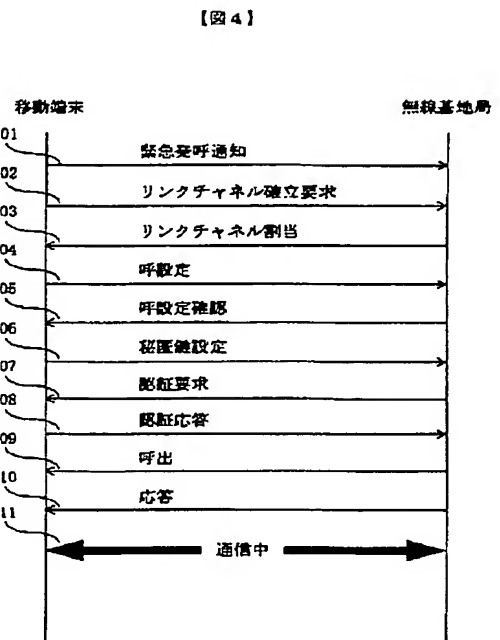 【図4】
移動端末
無線基地局
01
緊急発呼通知
02
リンクチャネル確立要求
03
リンクチャネル割当
04
呼設定
05
呼設定確認
06
秘匿鍵設定
07
認証要求
08
認証応答
09
呼出
10
応答
11
通信中